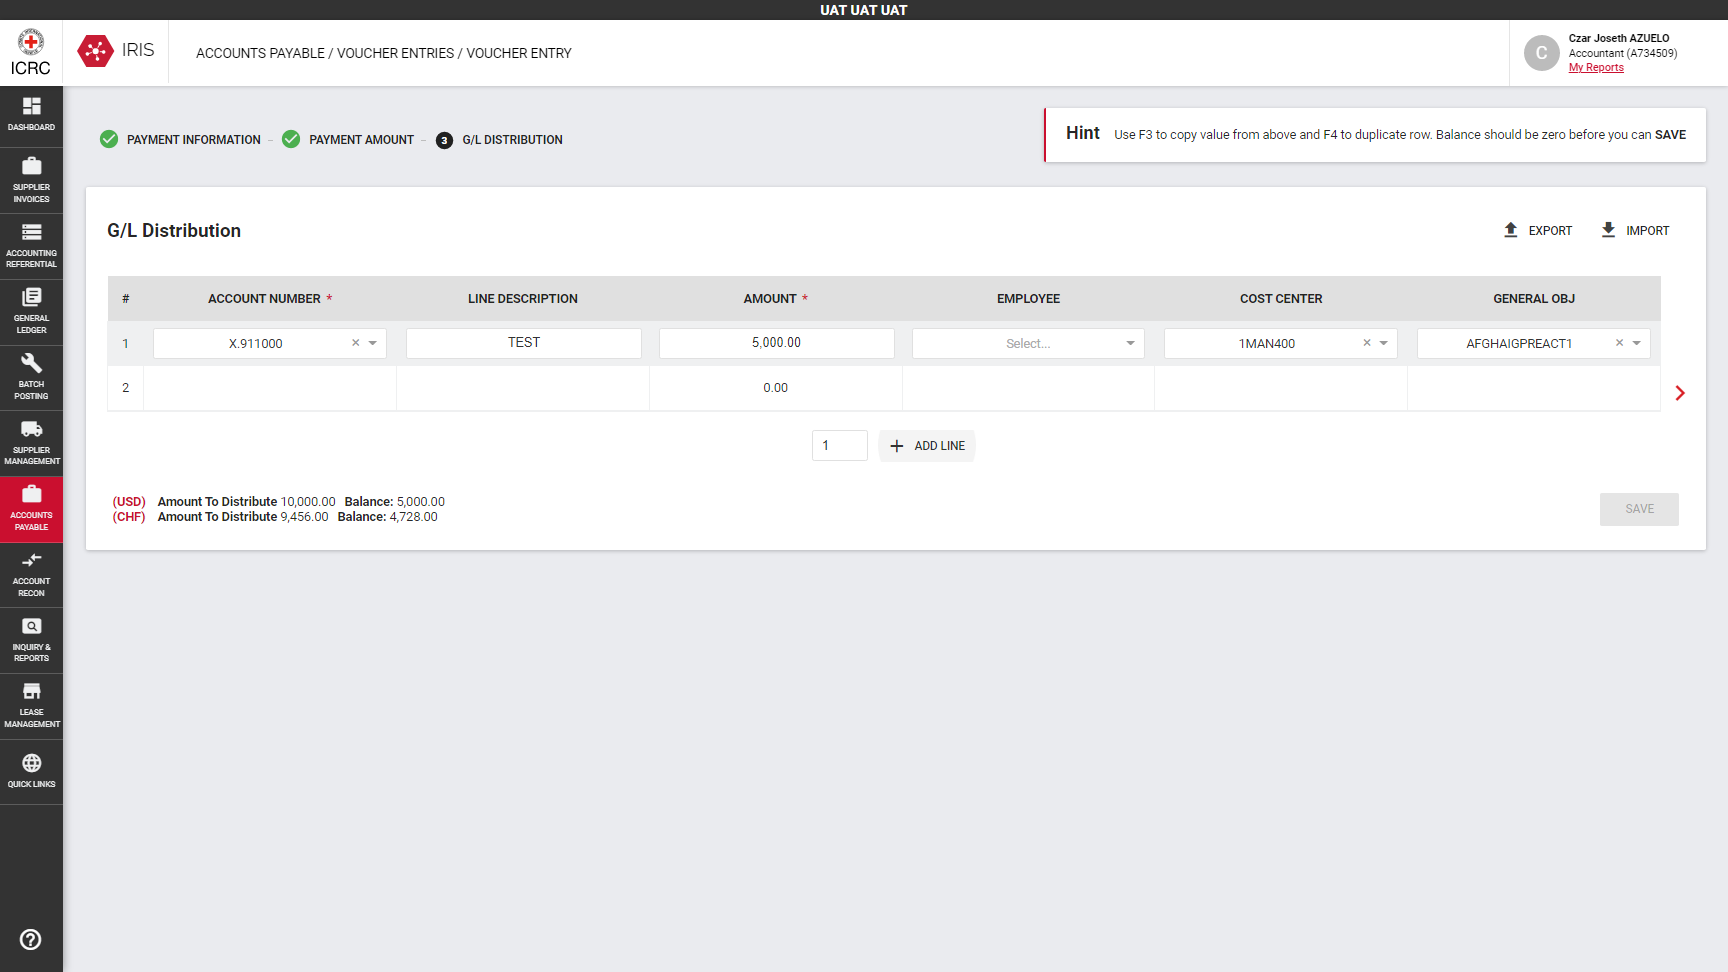 UAT UAT UAT
ICRC
IRIS
ACCOUNTS PAYABLE / VOUCHER ENTRIES / VOUCHER ENTRY
C
Czar Joseth AZUELO
Accountant (A734509)
My Reports
DASHBOARD
SUPPLIER
INVOICES
ACCOUNTING
REFERENTIAL
GENERAL
LEDGER
BATCH
POSTING
SUPPLIER
MANAGEMENT
ACCOUNTS
PAYABLE
ACCOUNT
RECON
INQUIRY &
REPORTS
LEASE
MANAGEMENT
QUICK LINKS
PAYMENT INFORMATION – PAYMENT AMOUNT – 3 G/L DISTRIBUTION
Hint Use F3 to copy value from above and F4 to duplicate row. Balance should be zero before you can SAVE
G/L Distribution
EXPORT IMPORT
# ACCOUNT NUMBER * LINE DESCRIPTION AMOUNT * EMPLOYEE COST CENTER GENERAL OBJ
1 X.911000 TEST 5,000.00 Select... 1MAN400 AFGHAIGPREACT1
2 0.00
1 ADD LINE
(USD) Amount To Distribute 10,000.00 Balance: 5,000.00
(CHF) Amount To Distribute 9,456.00 Balance: 4,728.00
SAVE